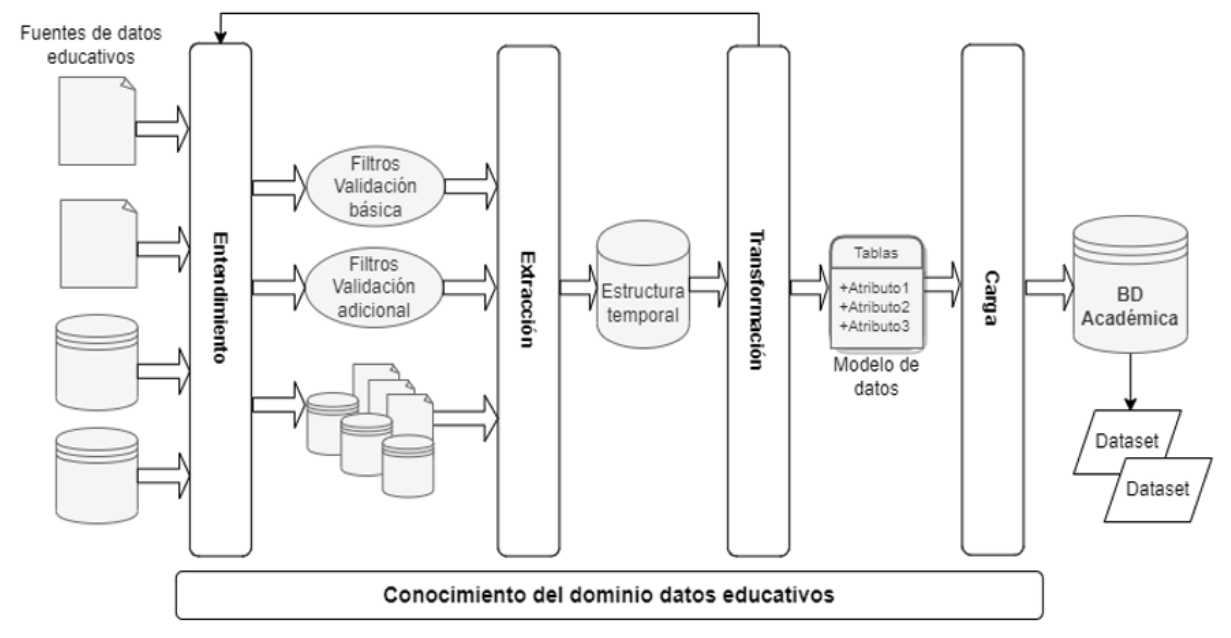 Fuentes de datos
educativos
Entendimiento
Filtros
Validación
básica
Filtros
Validación
adicional
Extracción
Estructura
temporal
Transformación
Tablas
+Atributo1
+Atributo2
+Atributo3
Modelo de
datos
Carga
BD
Académica
Dataset
Dataset
Conocimiento del dominio datos educativos